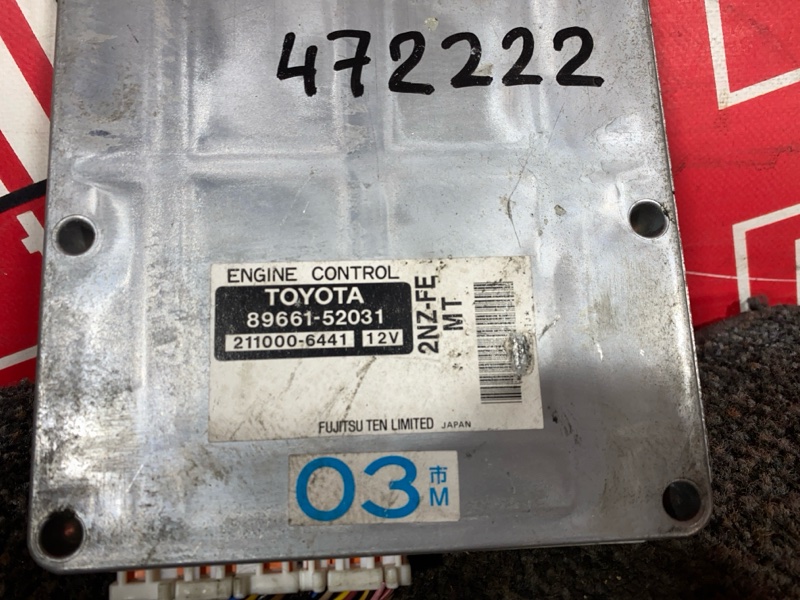 472222
ENGINE CONTROL
TOYOTA
89661-52031
211000-6441 12V
2NZ-FE
MT
FUJITSU TEN LIMITED JAPAN
03 市
M